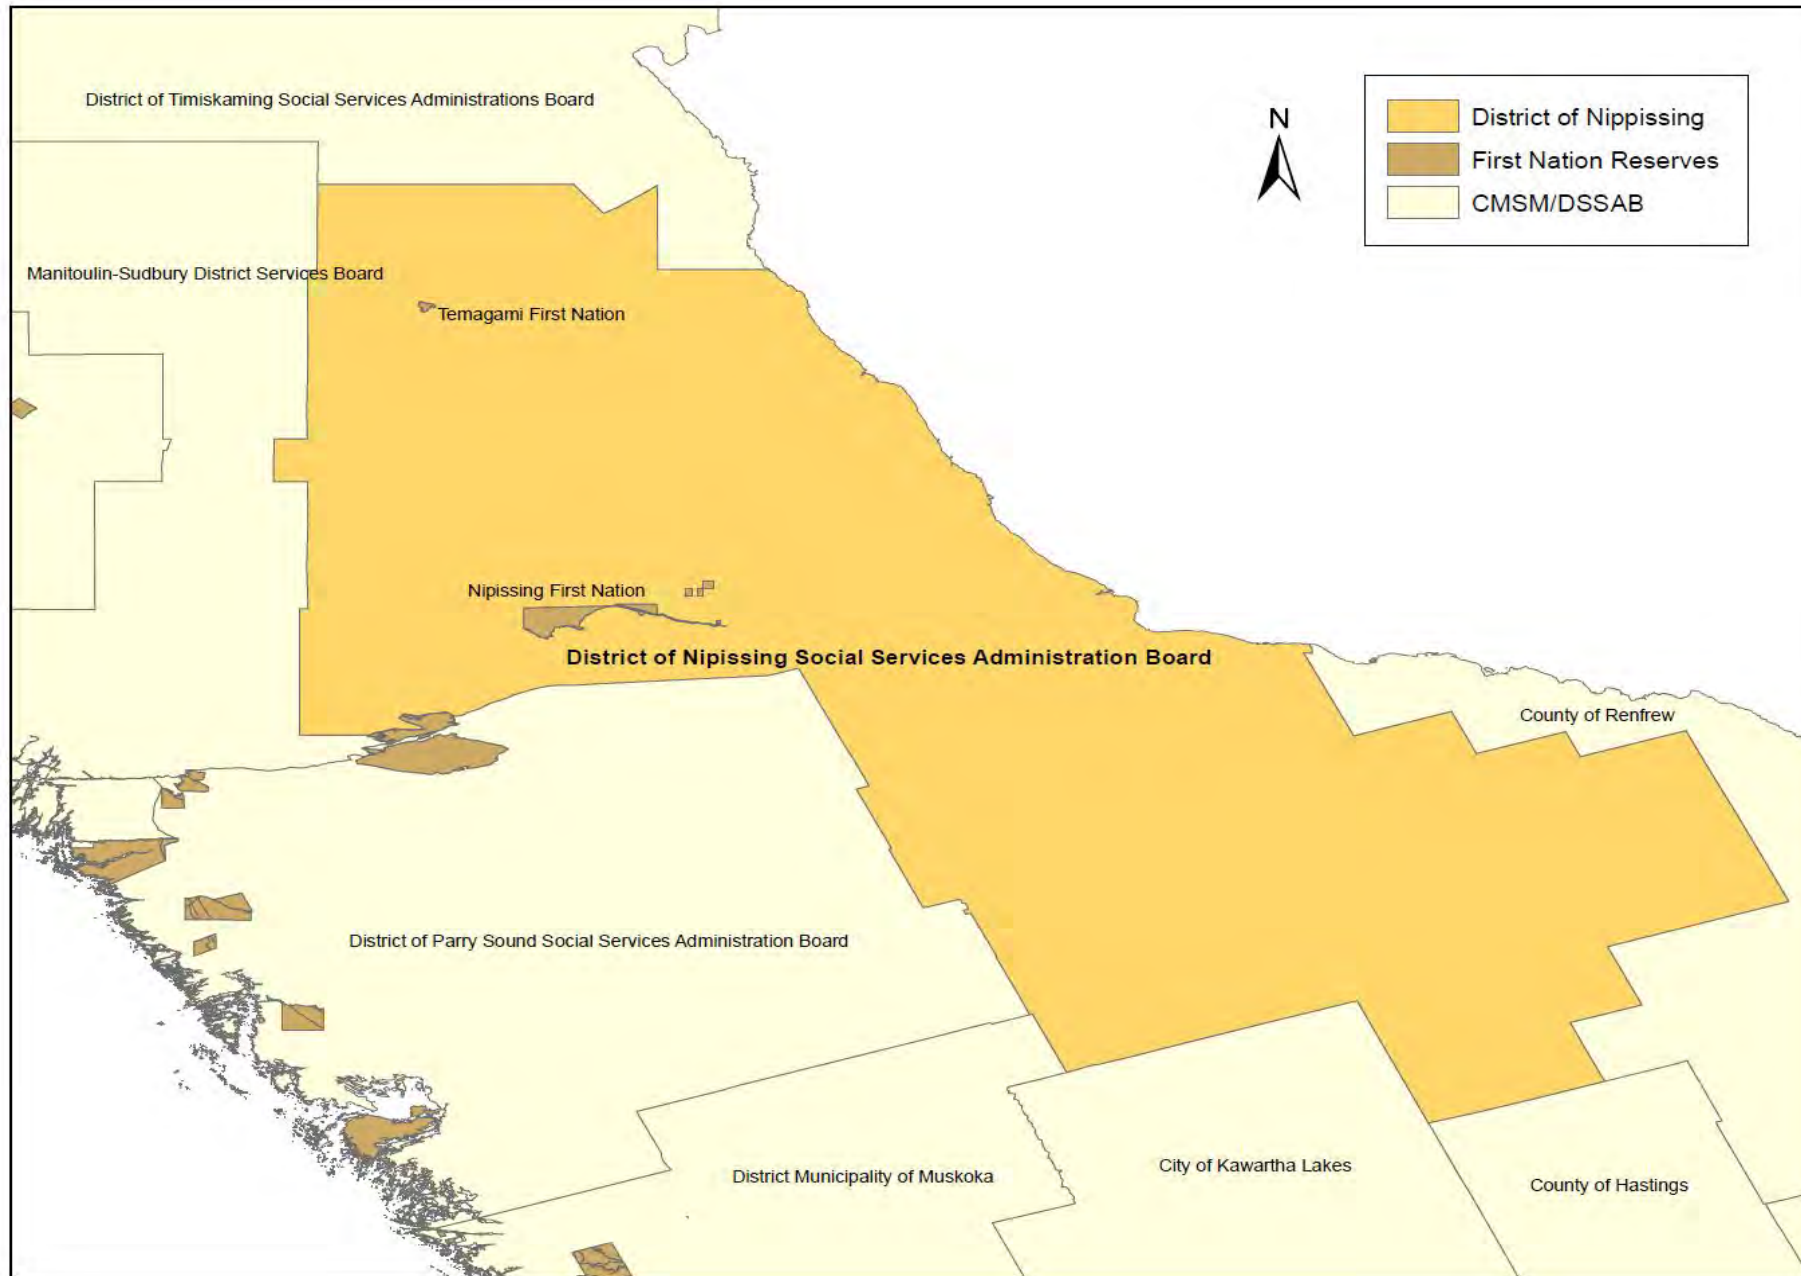 District of Timiskaming Social Services Administrations Board
N
District of Nippissing
First Nation Reserves
CMSM/DSSAB
Manitoulin-Sudbury District Services Board
Temagami First Nation
Nipissing First Nation
District of Nipissing Social Services Administration Board
County of Renfrew
District of Parry Sound Social Services Administration Board
District Municipality of Muskoka
City of Kawartha Lakes
County of Hastings